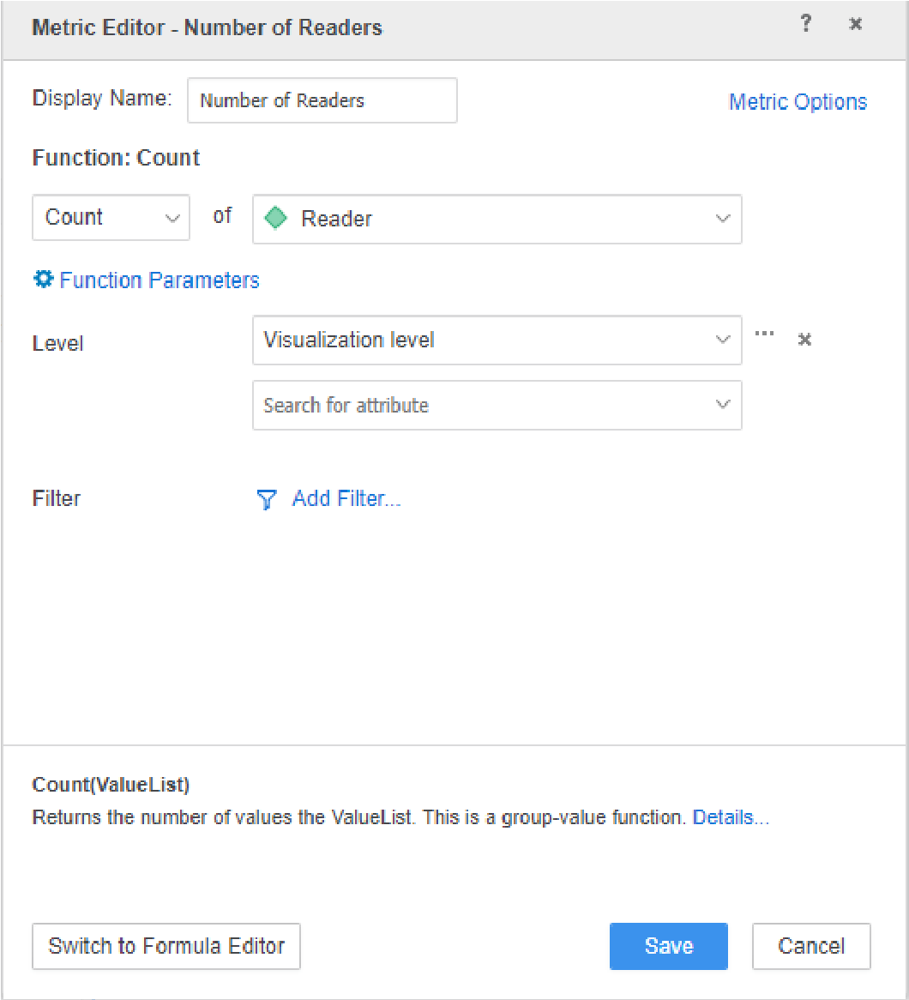 Metric Editor - Number of Readers ?
Display Name: Number of Readers Metric Options
Function: Count
Count of Reader
Function Parameters
Level Visualization level ...
Search for attribute
Filter Add Filter...
Count(ValueList)
Returns the number of values the ValueList. This is a group-value function. Details...
Switch to Formula Editor Save Cancel